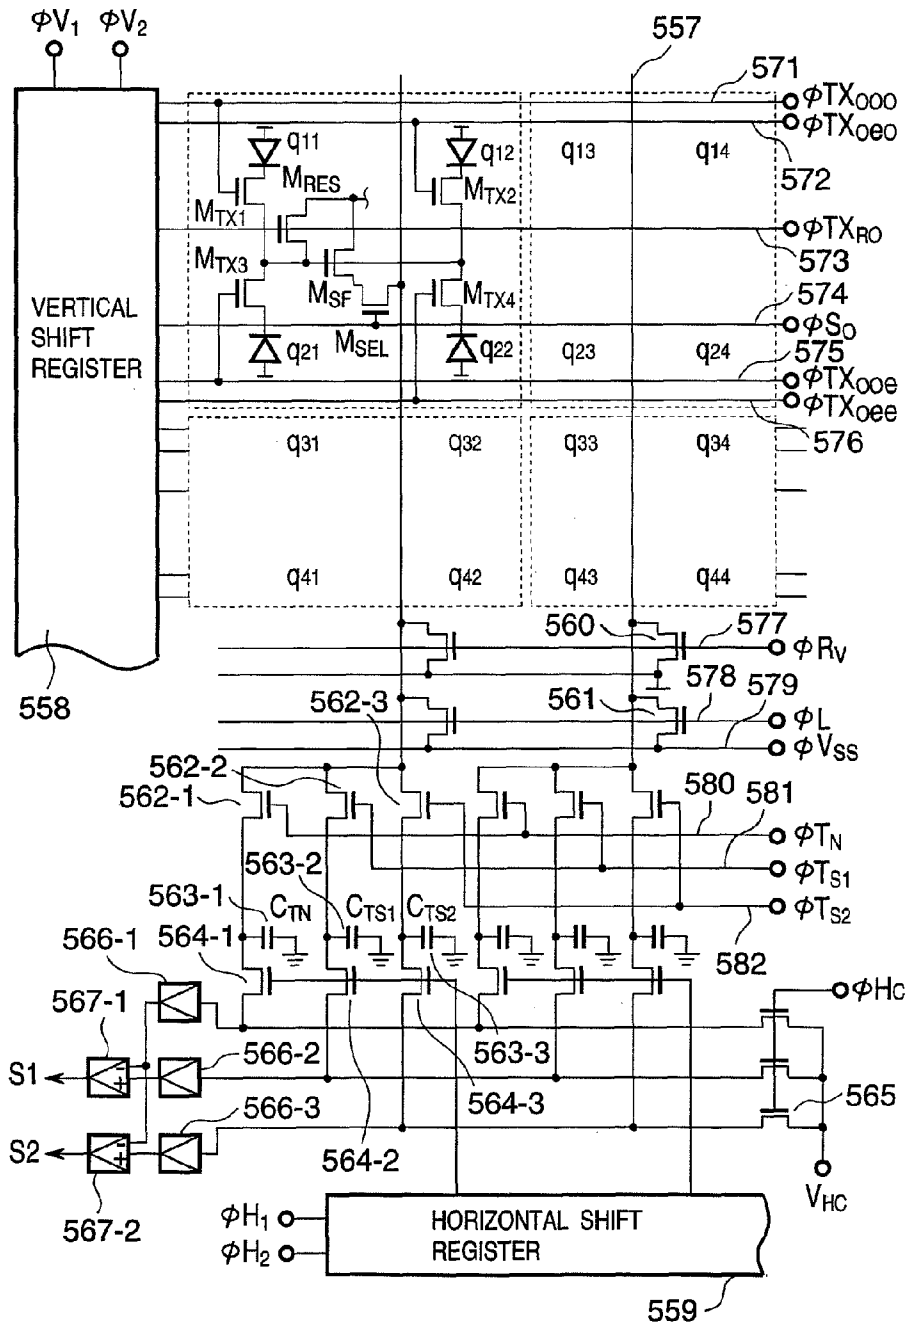 ϕV1 ϕV2 557
571 ϕTX000
ϕTX0e0
q11 q12 q13 q14
572
MRES MTX2
MTX1
ϕTXR0
573
MTX3
574
MSF MTX4
VERTICAL
SHIFT
REGISTER
ϕS0
MSEL
q21 q22 q23 q24
575
ϕTX00e
ϕTX0ee
576
q31 q32 q33 q34
q41 q42 q43 q44
560 577
ϕRV
558
562-3 561 578 579
ϕL
ϕVSS
562-2
562-1
580 581
ϕTN
563-2
ϕTS1
563-1 CTN CTS1 CTS2
ϕTS2
564-1
582
566-1
ϕHC
567-1
566-2 563-3
S1
565
564-3
566-3
S2
564-2
567-2
VHC
ϕH1
ϕH2
HORIZONTAL SHIFT
REGISTER
559